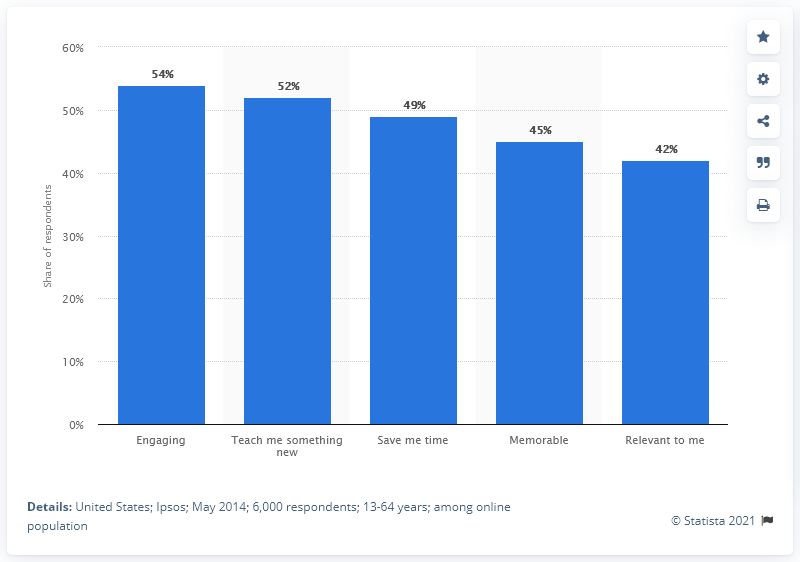 60%
54%
52%
50%
49%
45%
42%
40%
30%
20%
10%
0%
Share of respondents
Engaging
Teach me something
new
Save me time
Memorable
Relevant to me
Details: United States; Ipsos; May 2014; 6,000 respondents; 13-64 years; among online
population
© Statista 2021